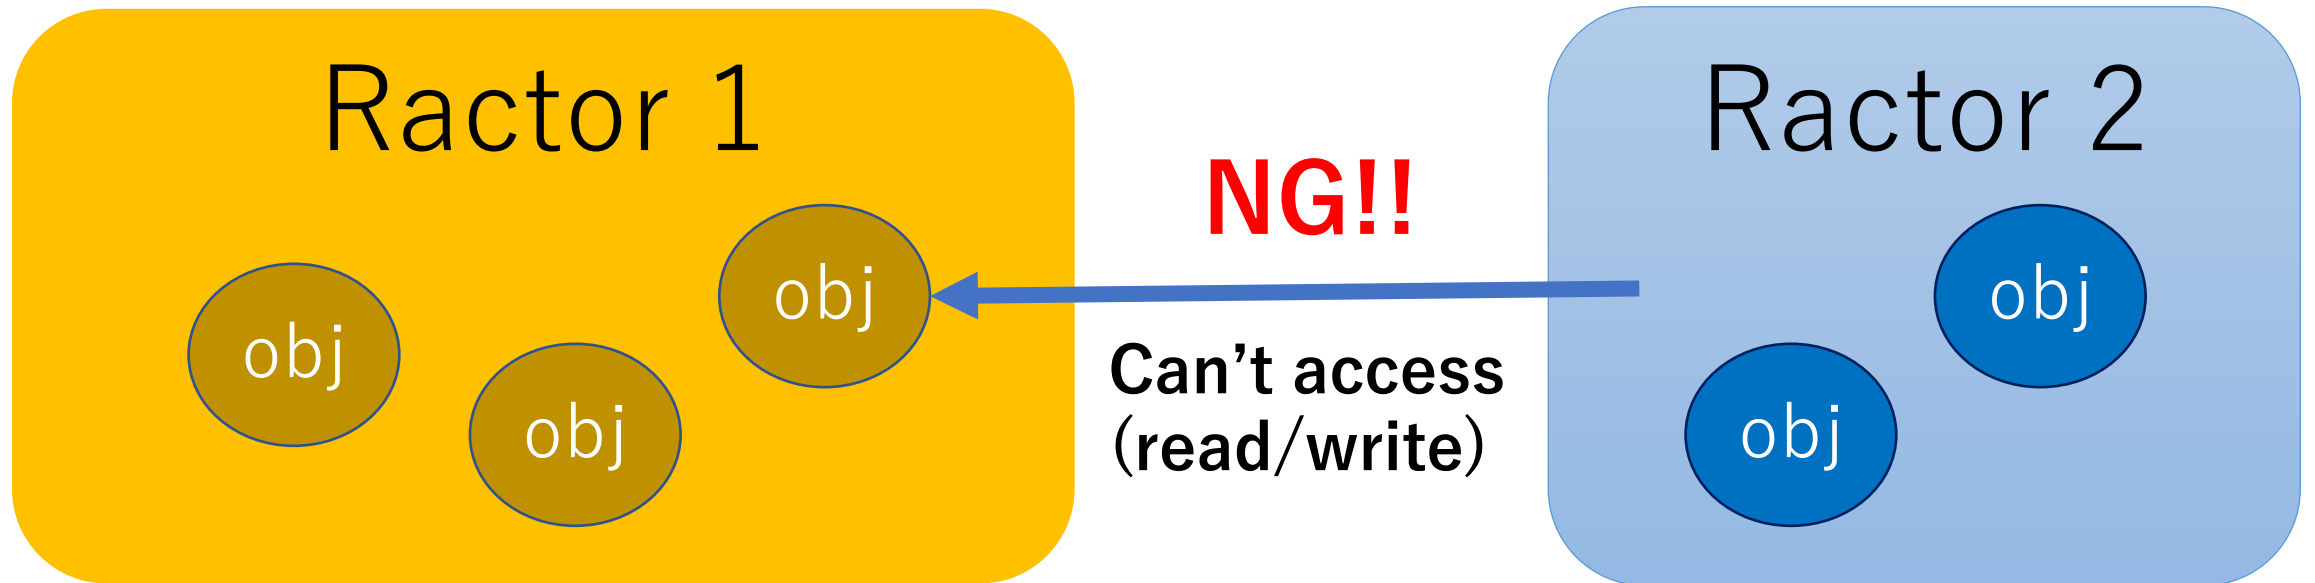 Ractor 1
Ractor 2
NG!!
obj
obj
obj
Can’t access
(read/write)
obj
obj